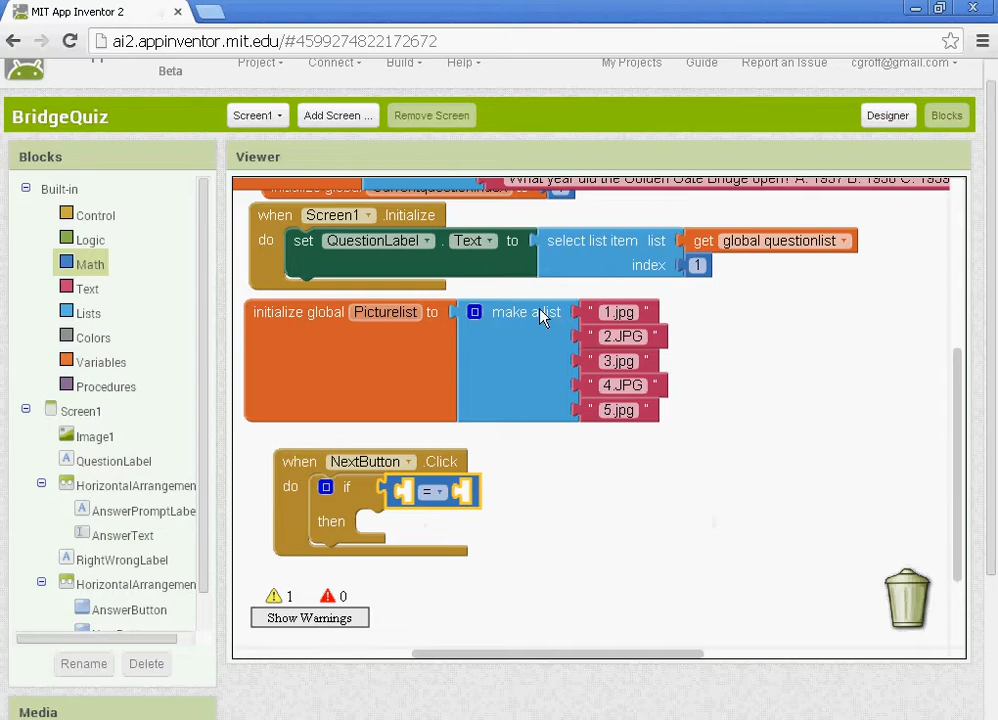 MIT App Inventor 2
ai2.appinventor.mit.edu/#4599274822172672
Beta
Project Connect Build Help My Projects Guide Report an Issue cgroff@gmail.com
BridgeQuiz Screen1 Add Screen ... Remove Screen Designer Blocks
Blocks
Viewer
Built-in
Control
Logic
Math
Text
Lists
Colors
Variables
Procedures
Screen1
Image1
QuestionLabel
HorizontalArrangemen
AnswerPromptLabe
AnswerText
RightWrongLabel
HorizontalArrangemen
AnswerButton
Rename Delete
Media
What year did the Golden Gate Bridge open? A: 1937 B: 1936 C: 1939
when Screen1 .Initialize
do set QuestionLabel . Text to select list item list get global questionlist
index 1
initialize global Picturelist to make a list " 1.jpg "
" 2.JPG "
" 3.jpg "
" 4.JPG "
" 5.jpg "
when NextButton .Click
do if =
then
1 0
Show Warnings